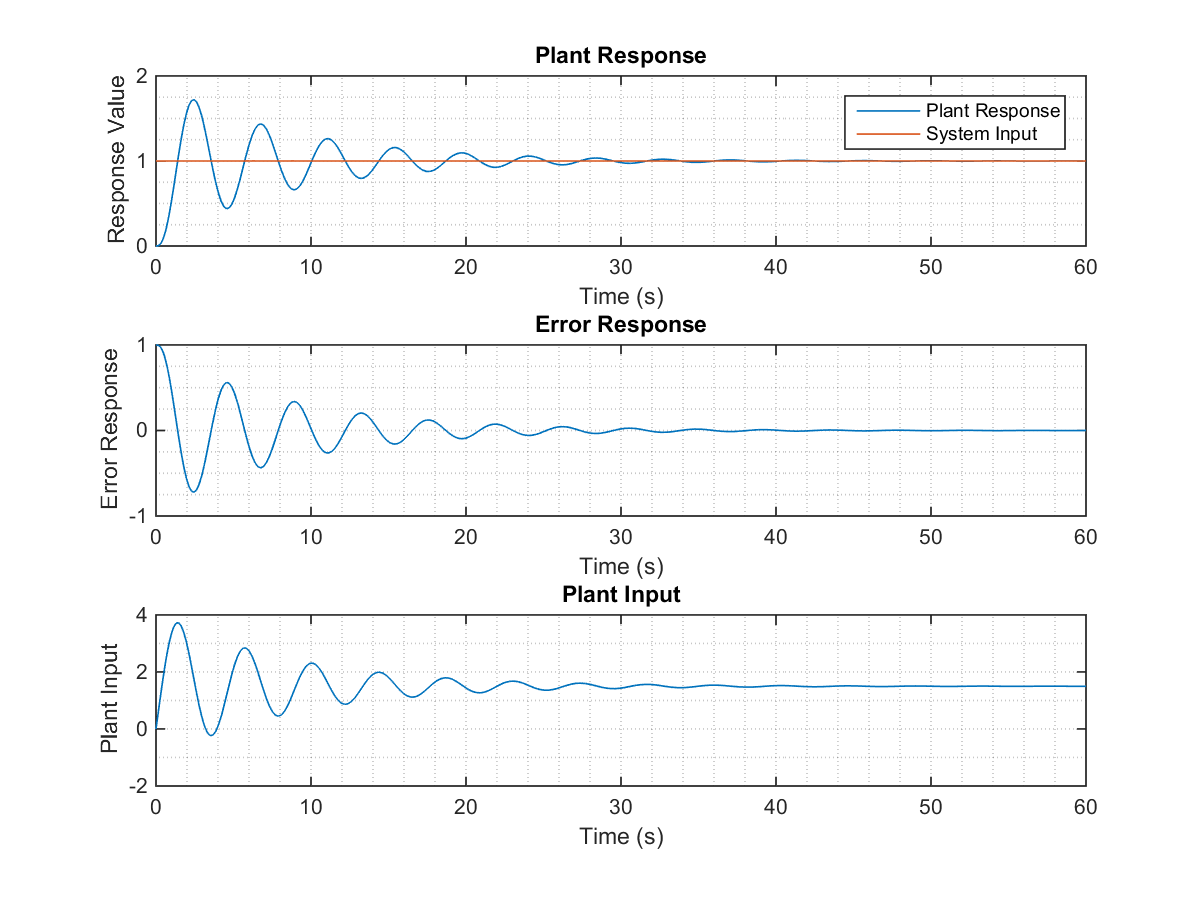 Plant Response
2
1
0
Response Value
Plant Response
System Input
0 10 20 30 40 50 60
Time (s)
Error Response
1
0
-1
Error Response
0 10 20 30 40 50 60
Time (s)
Plant Input
4
2
0
-2
Plant Input
0 10 20 30 40 50 60
Time (s)